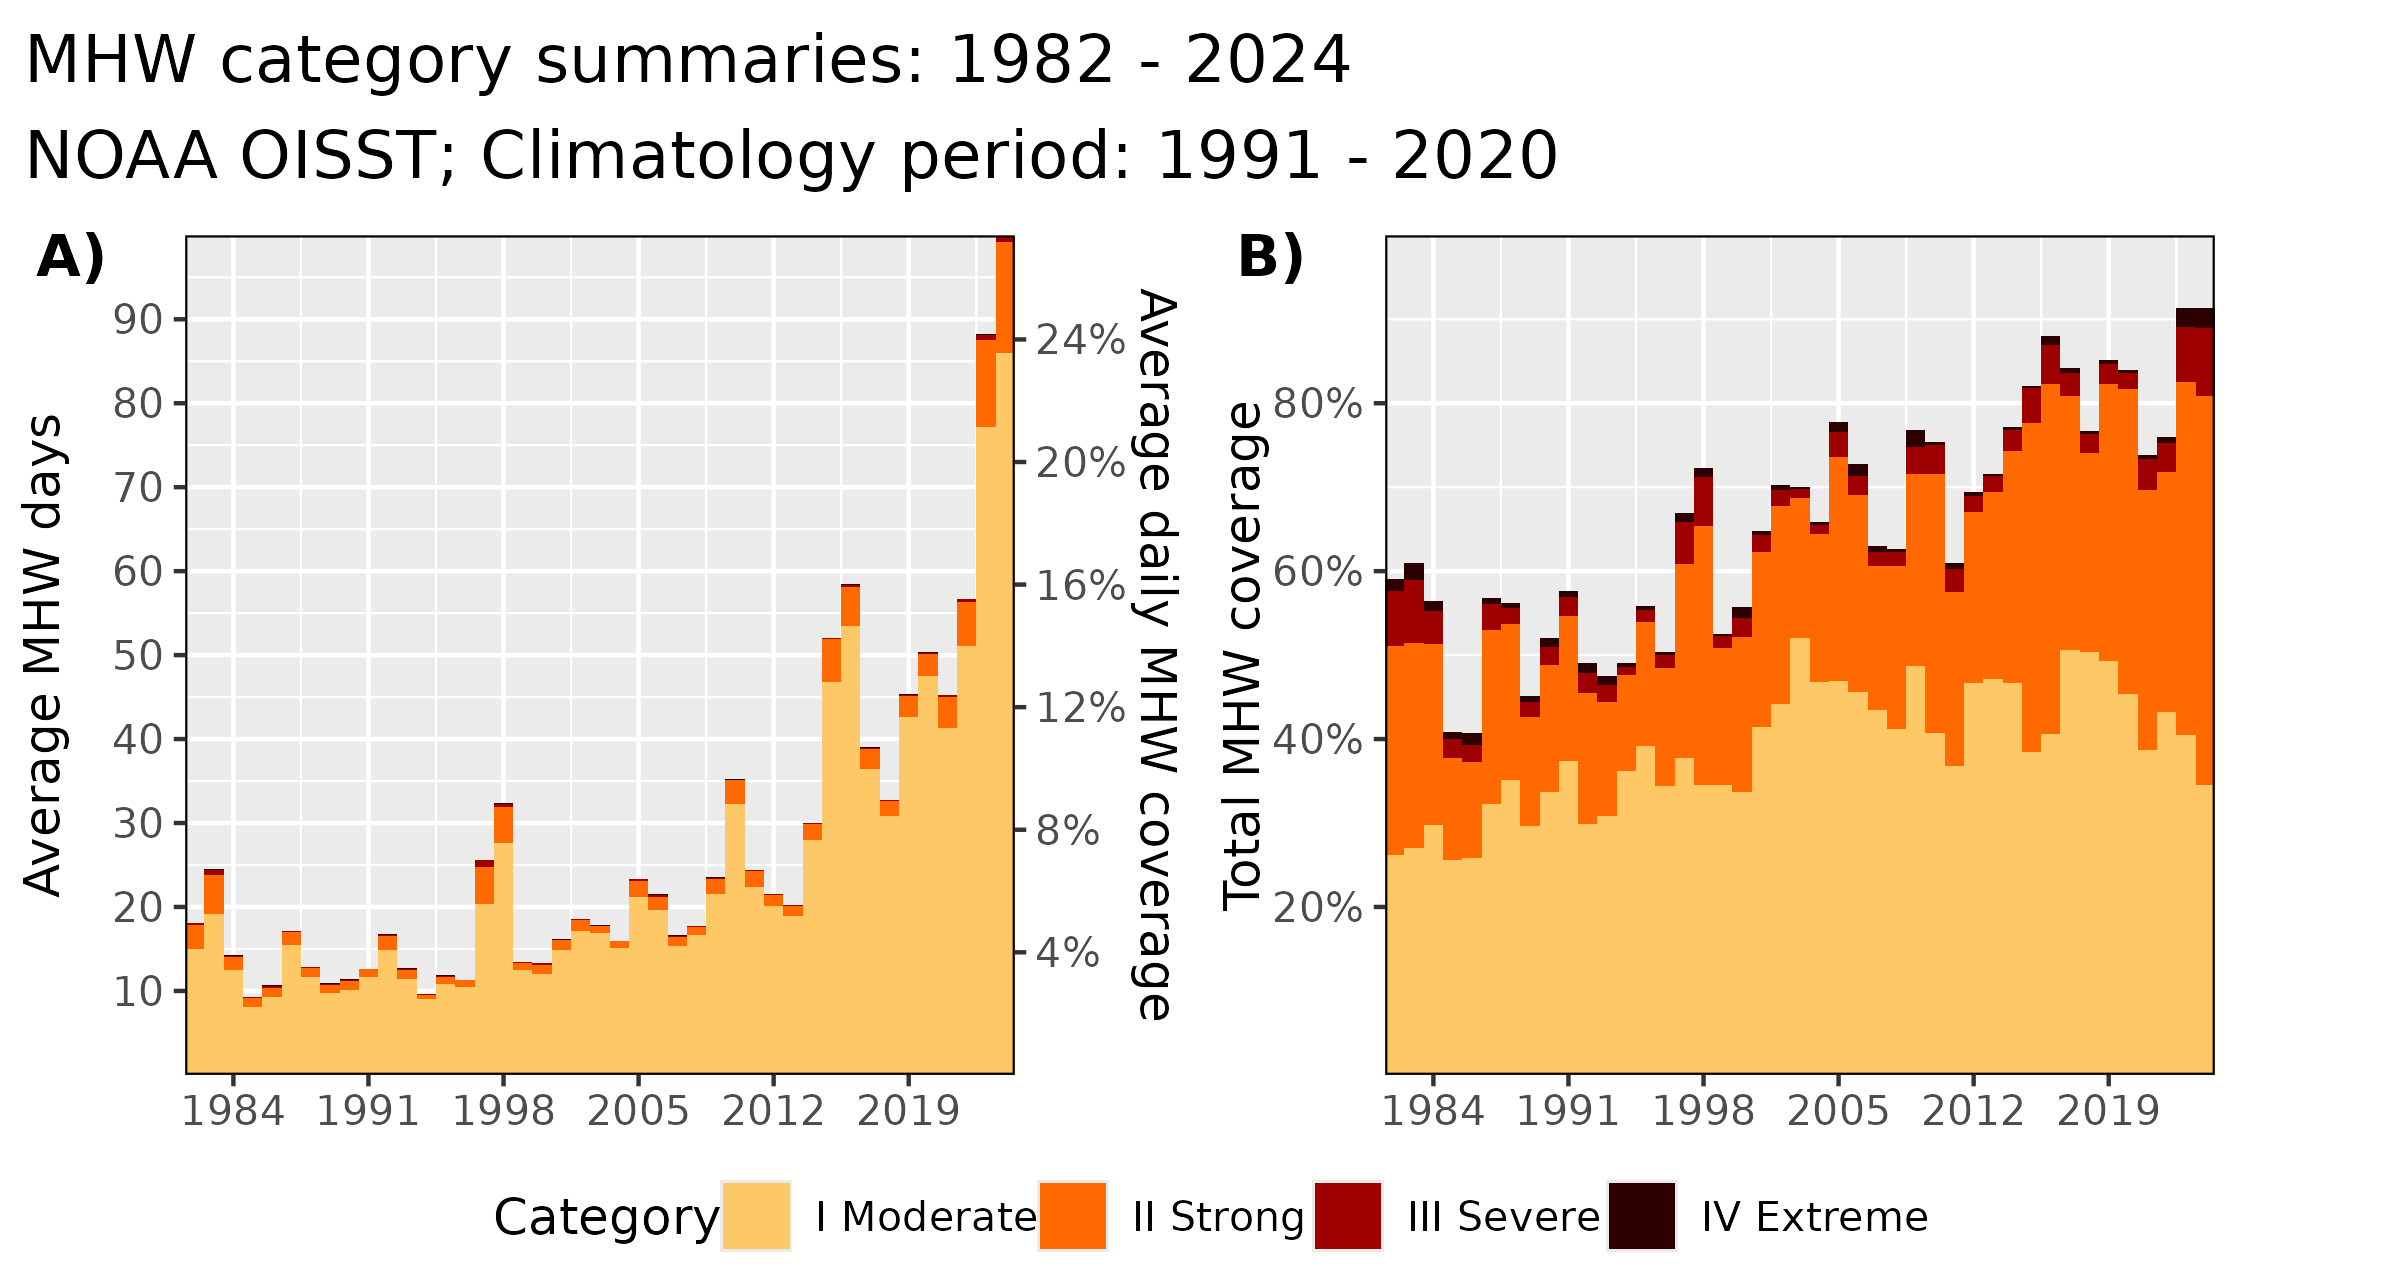 MHW category summaries: 1982 - 2024
NOAA OISST; Climatology period: 1991 - 2020
A)
Average MHW days
90
80
70
60
50
40
30
20
10
1984 1991 1998 2005 2012 2019
24%
20%
16%
12%
8%
4%
Average daily MHW coverage
B)
Total MHW coverage
80%
60%
40%
20%
1984 1991 1998 2005 2012 2019
Category I Moderate II Strong III Severe IV Extreme